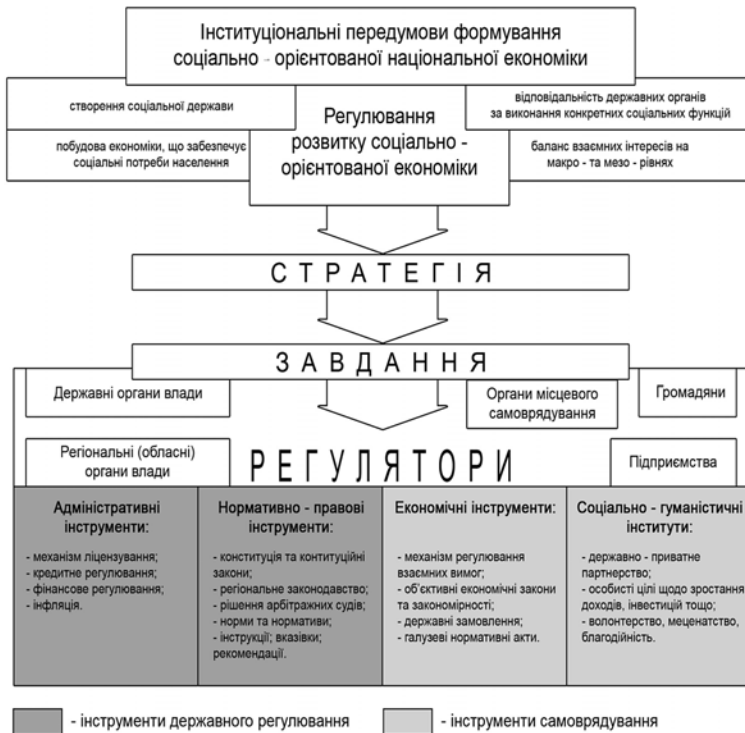 Інституціональні передумови формування
соціально - орієнтованої національної економіки
створення соціальної держави
побудова економіки, що забезпечує
соціальні потреби населення
Регулювання
розвитку соціально -
орієнтованої економіки
відповідальність державних органів
за виконання конкретних соціальних функцій
баланс взаємних інтересів на
макро - та мезо - рівнях
СТРАТЕГІЯ
ЗАВДАННЯ
Державні органи влади
Органи місцевого
самоврядування
Громадяни
Регіональні (обласні)
органи влади
РЕГУЛЯТОРИ
Підприємства
Адміністративні
інструменти:
- механізм ліцензування;
- кредитне регулювання;
- фінансове регулювання;
- інфляція.
Нормативно - правові
інструменти:
- конституція та контитуційні
закони;
- регіональне законодавство;
- рішення арбітражних судів;
- норми та нормативи;
- інструкції; вказівки;
рекомендації.
Економічні інструменти:
- механізм регулювання
взаємних вимог;
- об'єктивні економічні закони
та закономірності;
- державні замовлення;
- галузеві нормативні акти.
Соціально - гуманістичні
інститути:
- державно - приватне
партнерство;
- особисті цілі щодо зростання
доходів, інвестицій тощо;
- волонтерство, меценатство,
благодійність.
- інструменти державного регулювання
- інструменти самоврядування